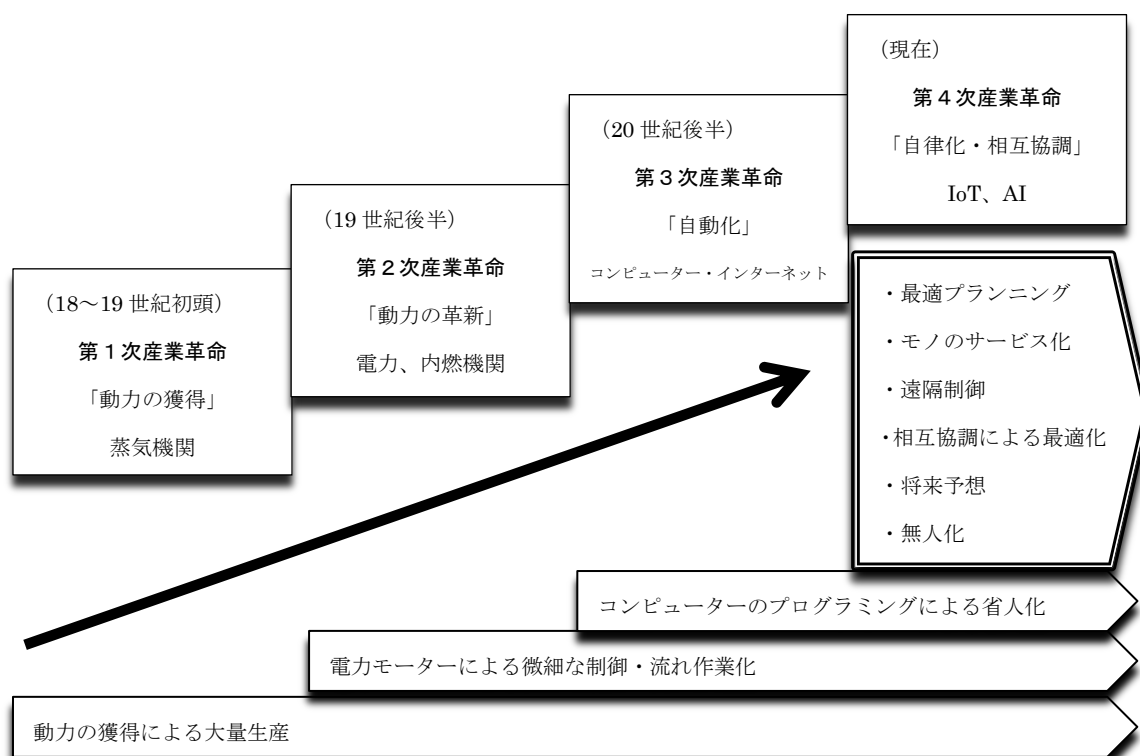 (18~19 世紀初頭)
第１次産業革命
「動力の獲得」
蒸気機関
(19 世紀後半)
第２次産業革命
「動力の革新」
電力、内燃機関
(20 世紀後半)
第３次産業革命
「自動化」
コンピューター・インターネット
(現在)
第４次産業革命
「自律化・相互協調」
IoT、AI
・最適プランニング
・モノのサービス化
・遠隔制御
・相互協調による最適化
・将来予想
・無人化
コンピューターのプログラミングによる省人化
電力モーターによる微細な制御・流れ作業化
動力の獲得による大量生産